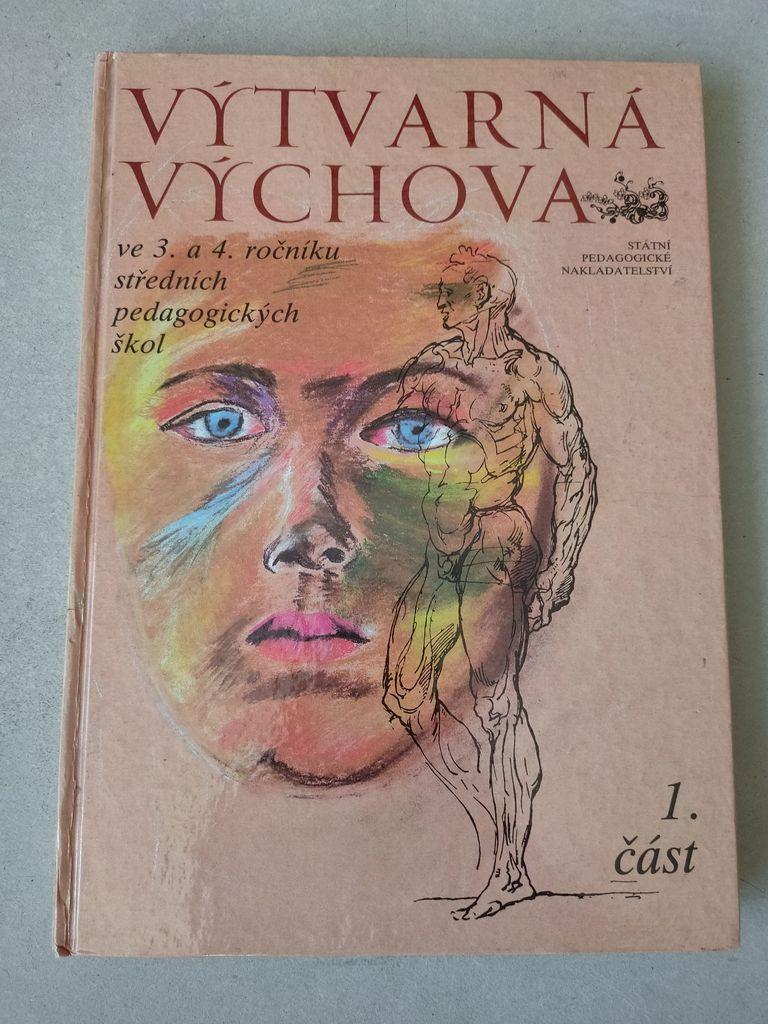 VÝTVARNÁ
VÝCHOVA
ve 3. a 4. ročníku
středních
pedagogických
škol
STÁTNÍ
PEDAGOGICKÉ
NAKLADATELSTVÍ
1.
část